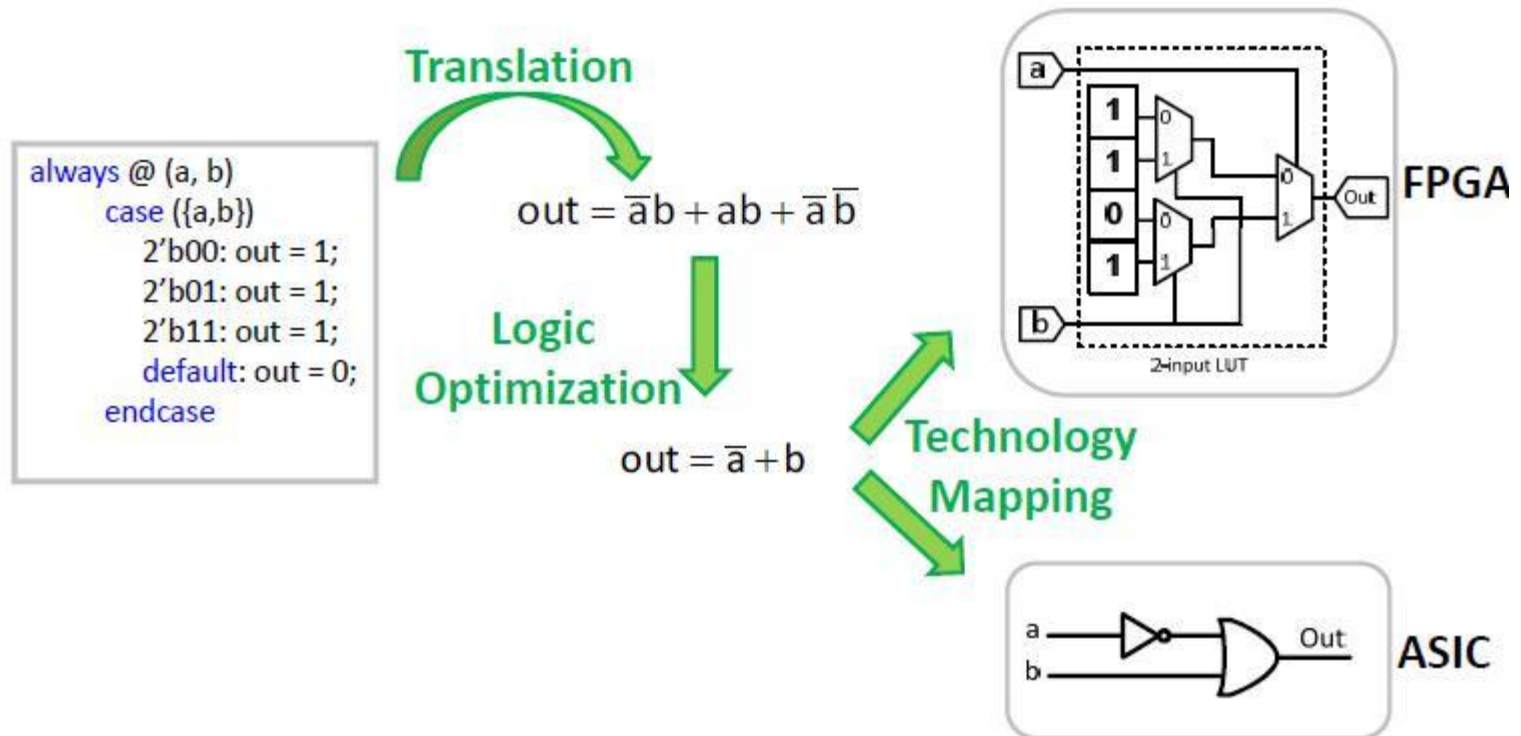 Translation
always @ (a, b)
case ({a,b})
2'b00: out = 1;
2'b01: out = 1;
2'b11: out = 1;
default: out = 0;
endcase
out = a̅b + ab + a̅ b̅
Logic
Optimization
out = a̅ + b
Technology
Mapping
a
1
1
0
1
0
1
0
1
0
1
Out
b
2-input LUT
FPGA
a
b
Out
ASIC